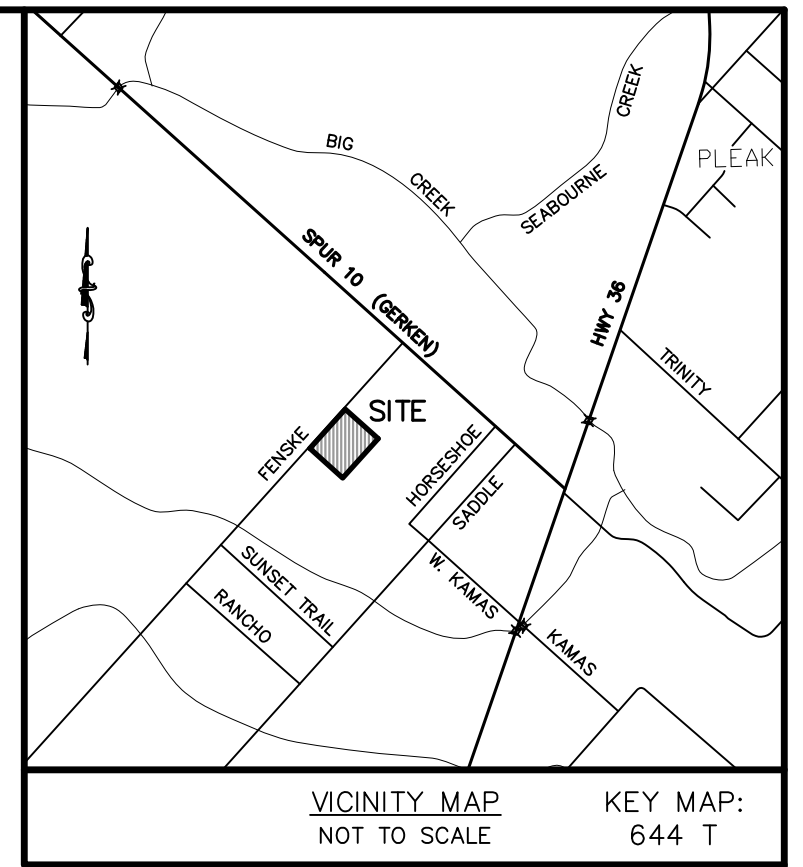 BIG
CREEK
SEABOURNE
CREEK
PLEAK
SPUR 10 (GERKEN)
HWY 36
TRINITY
SITE
FENSKE
HORSESHOE
SADDLE
SUNSET TRAIL
RANCHO
W. KAMAS
KAMAS
VICINITY MAP
NOT TO SCALE
KEY MAP:
644 T